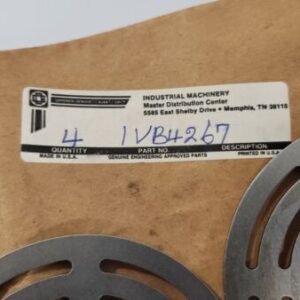 INDUSTRIAL MACHINERY
Master Distribution Center
5585 East Shelby Drive • Memphis, TN 38115
4 1VB4267
QUANTITY PART NO DESCRIPTION
MADE IN U.S.A. GENUINE ENGINEERING APPROVED PARTS PRINTED IN U.S.A.